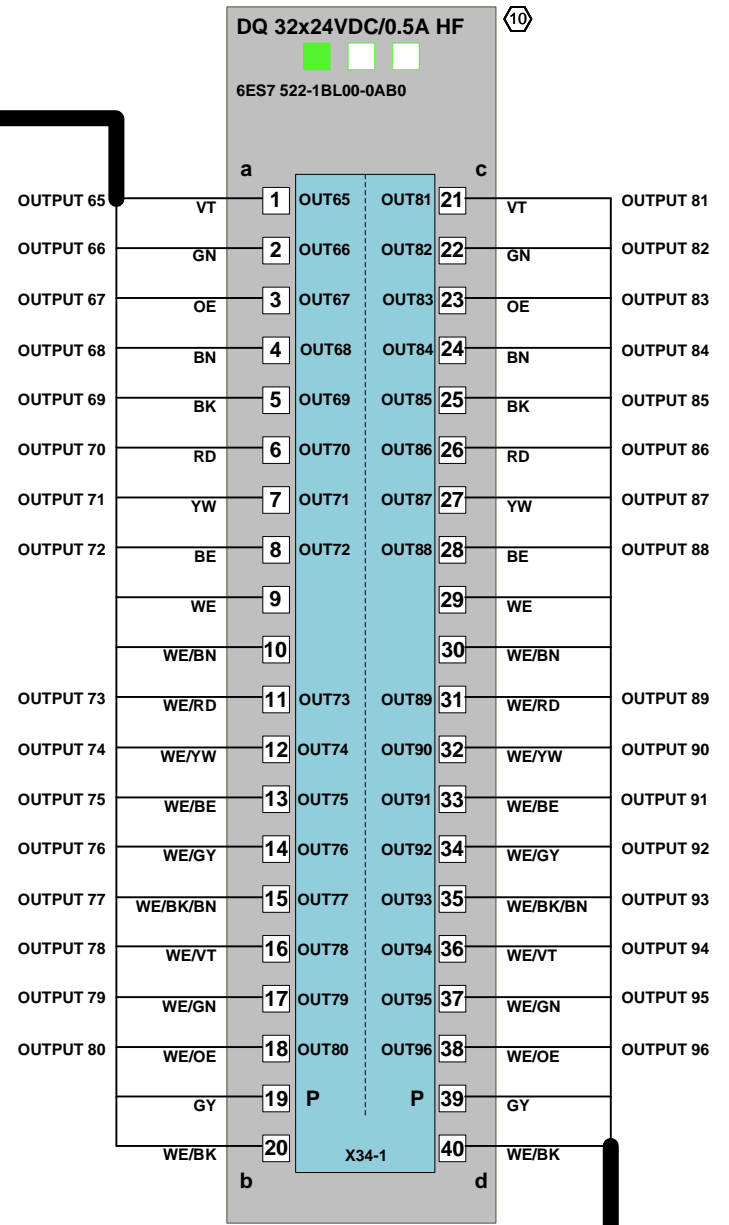 DQ 32x24VDC/0.5A HF 10
6ES7 522-1BL00-0AB0
a c
OUTPUT 65 VT 1 OUT65 OUT81 21 VT OUTPUT 81
OUTPUT 66 GN 2 OUT66 OUT82 22 GN OUTPUT 82
OUTPUT 67 OE 3 OUT67 OUT83 23 OE OUTPUT 83
OUTPUT 68 BN 4 OUT68 OUT84 24 BN OUTPUT 84
OUTPUT 69 BK 5 OUT69 OUT85 25 BK OUTPUT 85
OUTPUT 70 RD 6 OUT70 OUT86 26 RD OUTPUT 86
OUTPUT 71 YW 7 OUT71 OUT87 27 YW OUTPUT 87
OUTPUT 72 BE 8 OUT72 OUT88 28 BE OUTPUT 88
WE 9 29 WE
WE/BN 10 30 WE/BN
OUTPUT 73 WE/RD 11 OUT73 OUT89 31 WE/RD OUTPUT 89
OUTPUT 74 WE/YW 12 OUT74 OUT90 32 WE/YW OUTPUT 90
OUTPUT 75 WE/BE 13 OUT75 OUT91 33 WE/BE OUTPUT 91
OUTPUT 76 WE/GY 14 OUT76 OUT92 34 WE/GY OUTPUT 92
OUTPUT 77 WE/BK/BN 15 OUT77 OUT93 35 WE/BK/BN OUTPUT 93
OUTPUT 78 WE/VT 16 OUT78 OUT94 36 WE/VT OUTPUT 94
OUTPUT 79 WE/GN 17 OUT79 OUT95 37 WE/GN OUTPUT 95
OUTPUT 80 WE/OE 18 OUT80 OUT96 38 WE/OE OUTPUT 96
GY 19 P P 39 GY
WE/BK 20 X34-1 40 WE/BK
b d